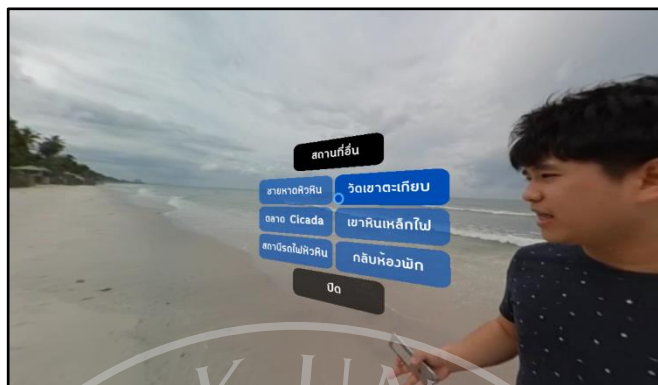 สถานที่อื่น
ชายหาดหัวหิน วัดเขาตะเกียบ
ตลาด Cicada เขาหินเหล็กไฟ
สถานีรถไฟหัวหิน กลับห้องพัก
ปิด